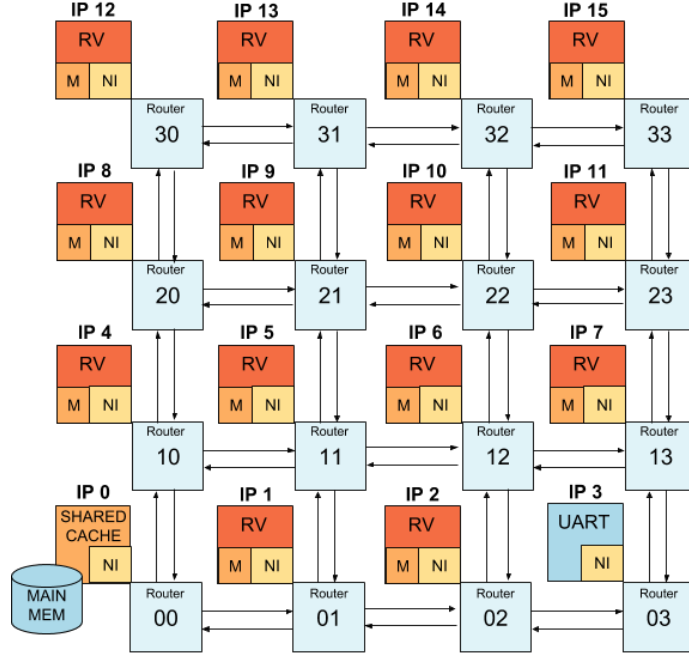 IP 12 IP 13 IP 14 IP 15
RV RV RV RV
M NI M NI M NI M NI
Router Router Router Router
30 31 32 33
IP 8 IP 9 IP 10 IP 11
RV RV RV RV
M NI M NI M NI M NI
Router Router Router Router
20 21 22 23
IP 4 IP 5 IP 6 IP 7
RV RV RV RV
M NI M NI M NI M NI
Router Router Router Router
10 11 12 13
IP 0 IP 1 IP 2 IP 3
SHARED RV RV UART
CACHE
NI M NI M NI NI
MAIN
MEM
Router Router Router Router
00 01 02 03